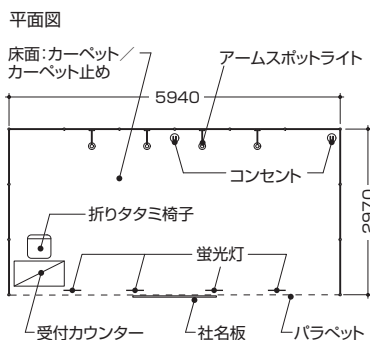 平面図
床面：カーペット／
カーペット止め
アームスポットライト
5940
コンセント
2970
折りタタミ椅子
蛍光灯
受付カウンター
社名板
パラペット